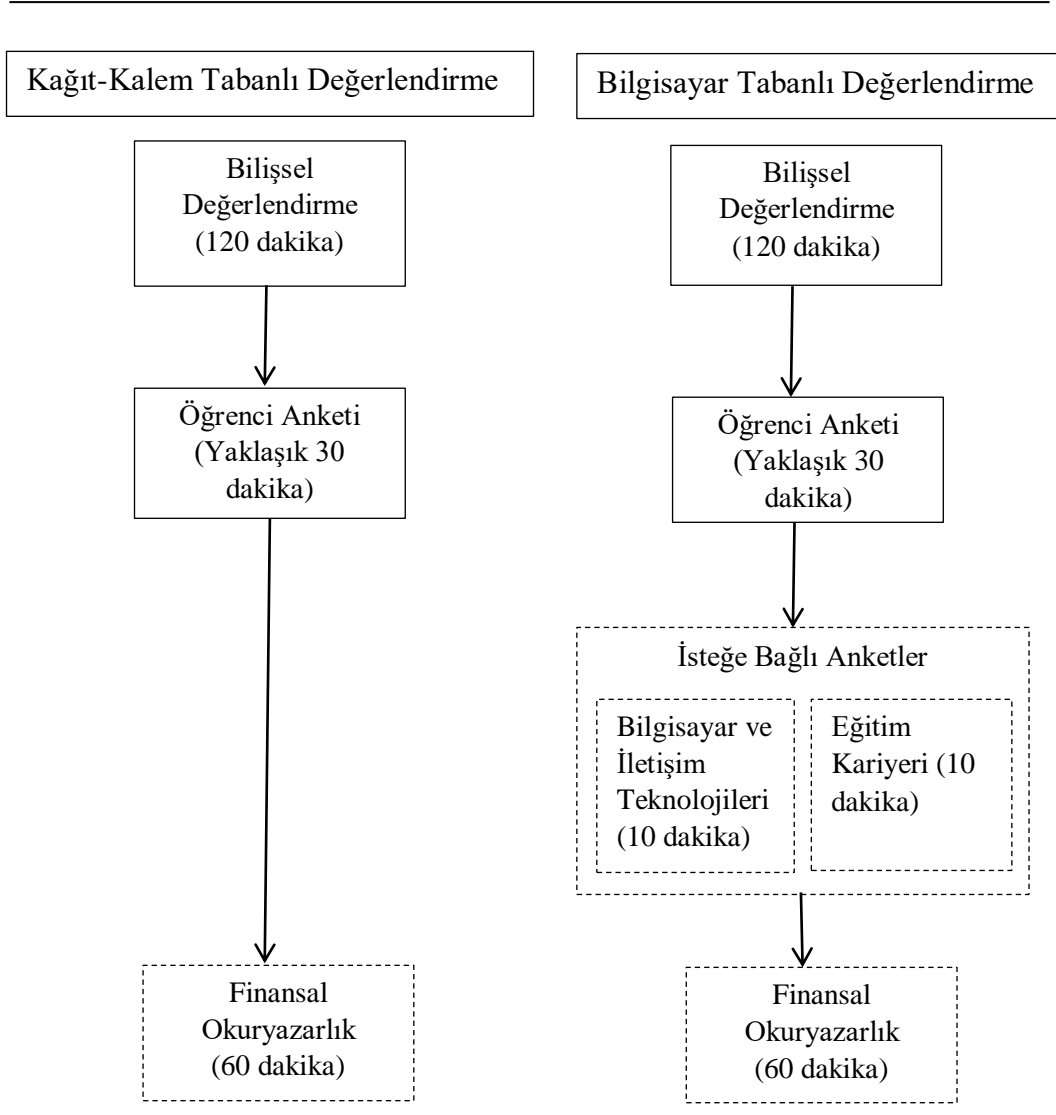 Kağıt-Kalem Tabanlı Değerlendirme
Bilişsel
Değerlendirme
(120 dakika)
Öğrenci Anketi
(Yaklaşık 30
dakika)
Finansal
Okuryazarlık
(60 dakika)
Bilgisayar Tabanlı Değerlendirme
Bilişsel
Değerlendirme
(120 dakika)
Öğrenci Anketi
(Yaklaşık 30
dakika)
İsteğe Bağlı Anketler
Bilgisayar ve
İletişim
Teknolojileri
(10 dakika)
Eğitim
Kariyeri (10
dakika)
Finansal
Okuryazarlık
(60 dakika)